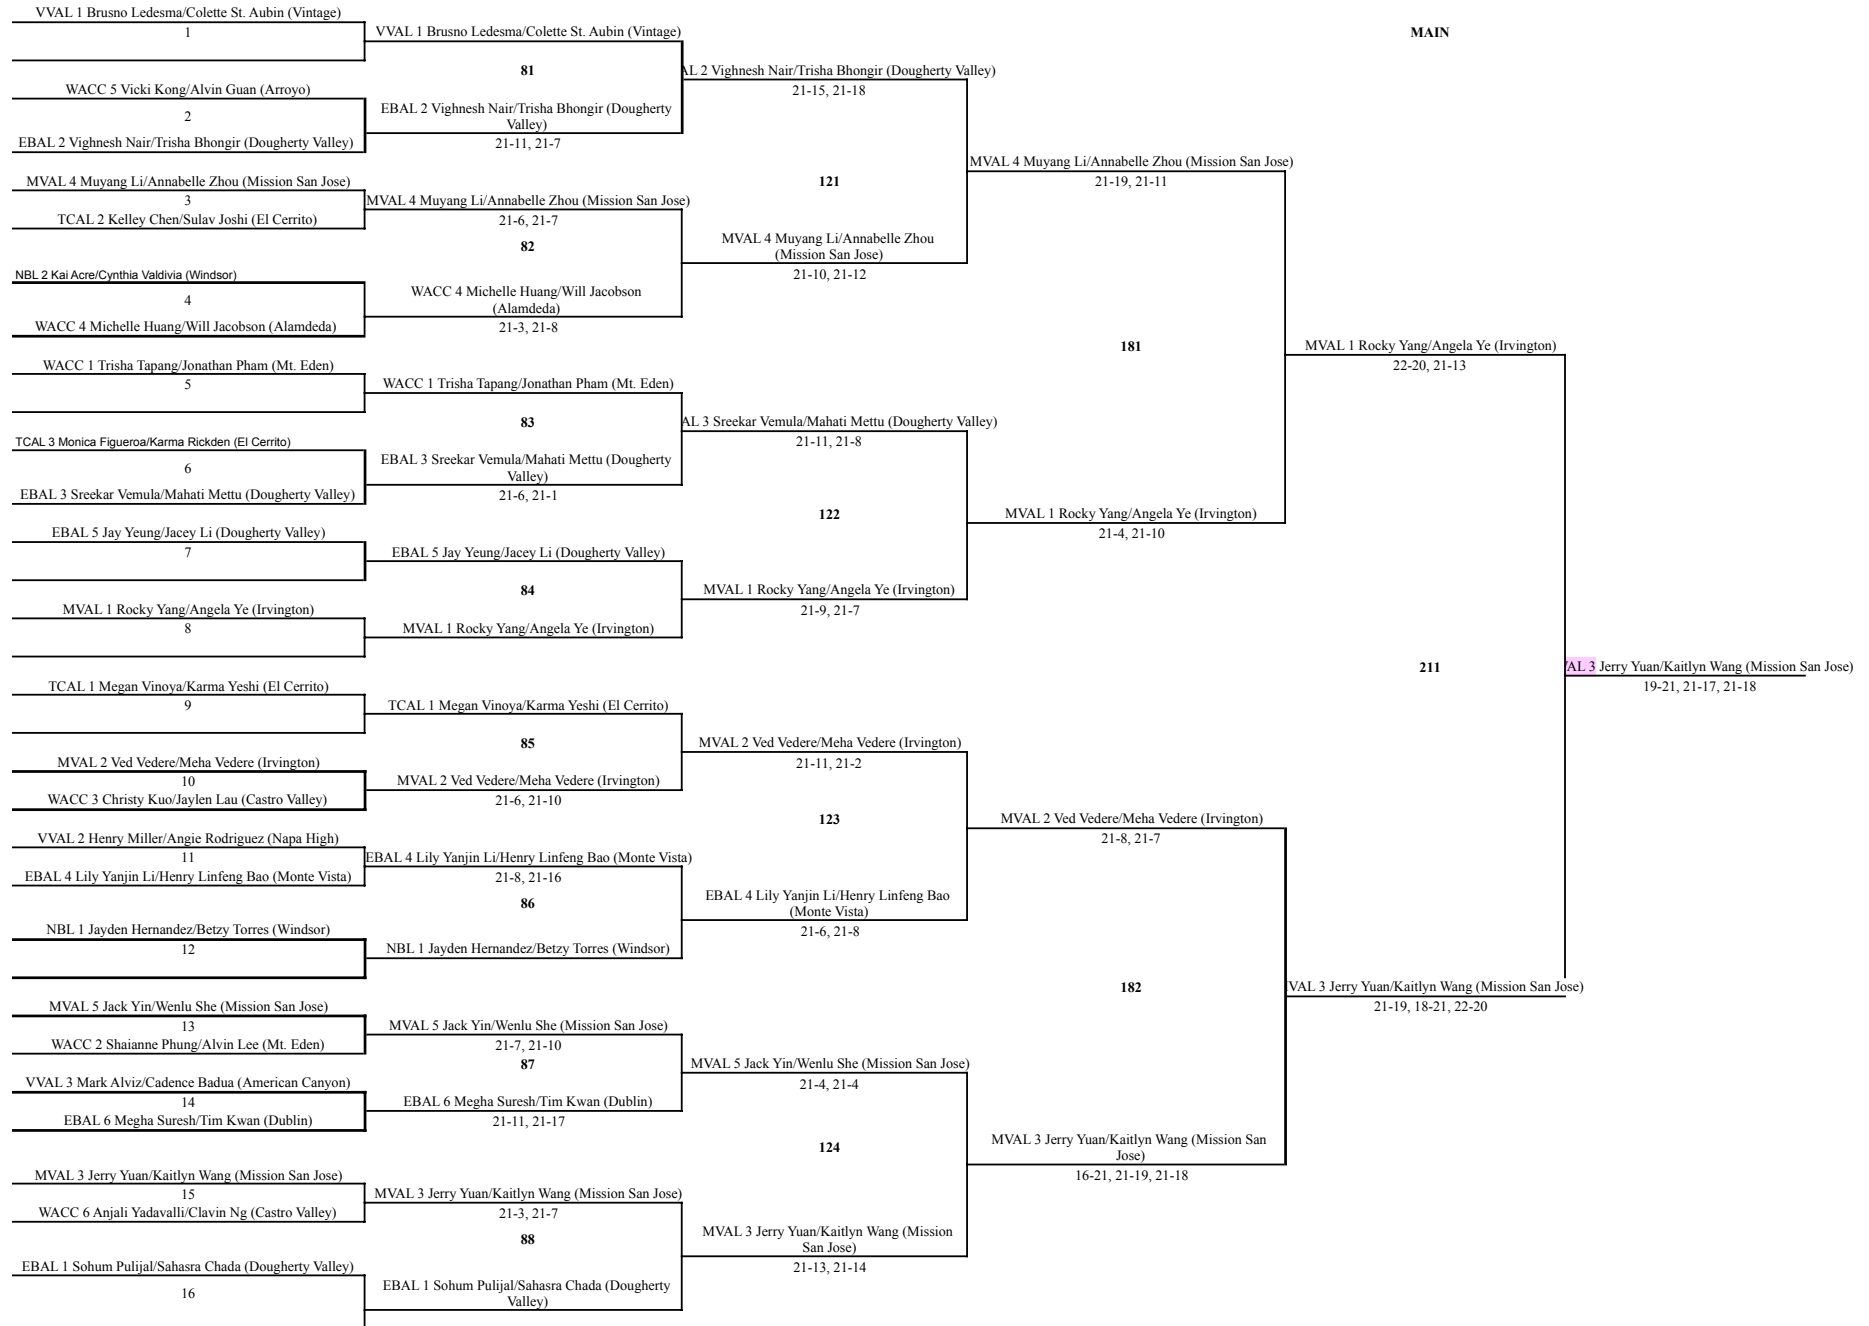 VVAL 1 Brusno Ledesma/Colette St. Aubin (Vintage)
1
WACC 5 Vicki Kong/Alvin Guan (Arroyo)
2
EBAL 2 Vighnesh Nair/Trisha Bhongir (Dougherty Valley)
MVAL 4 Muyang Li/Annabelle Zhou (Mission San Jose)
3
TCAL 2 Kelley Chen/Sulav Joshi (El Cerrito)
NBL 2 Kai Acre/Cynthia Valdivia (Windsor)
4
WACC 4 Michelle Huang/Will Jacobson (Alamdeda)
WACC 1 Trisha Tapang/Jonathan Pham (Mt. Eden)
5
TCAL 3 Monica Figueroa/Karma Rickden (El Cerrito)
6
EBAL 3 Sreekar Vemula/Mahati Mettu (Dougherty Valley)
EBAL 5 Jay Yeung/Jacey Li (Dougherty Valley)
7
MVAL 1 Rocky Yang/Angela Ye (Irvington)
8
TCAL 1 Megan Vinoya/Karma Yeshi (El Cerrito)
9
MVAL 2 Ved Vedere/Meha Vedere (Irvington)
10
WACC 3 Christy Kuo/Jaylen Lau (Castro Valley)
VVAL 2 Henry Miller/Angie Rodriguez (Napa High)
11
EBAL 4 Lily Yanjin Li/Henry Linfeng Bao (Monte Vista)
NBL 1 Jayden Hernandez/Betzy Torres (Windsor)
12
MVAL 5 Jack Yin/Wenlu She (Mission San Jose)
13
WACC 2 Shaianne Phung/Alvin Lee (Mt. Eden)
VVAL 3 Mark Alviz/Cadence Badua (American Canyon)
14
EBAL 6 Megha Suresh/Tim Kwan (Dublin)
MVAL 3 Jerry Yuan/Kaitlyn Wang (Mission San Jose)
15
WACC 6 Anjali Yadavalli/Clavin Ng (Castro Valley)
EBAL 1 Sohum Pulijal/Sahasra Chada (Dougherty Valley)
16
VVAL 1 Brusno Ledesma/Colette St. Aubin (Vintage)
81
EBAL 2 Vighnesh Nair/Trisha Bhongir (Dougherty
Valley)
21-11, 21-7
MVAL 4 Muyang Li/Annabelle Zhou (Mission San Jose)
21-6, 21-7
82
WACC 4 Michelle Huang/Will Jacobson
(Alamdeda)
21-3, 21-8
WACC 1 Trisha Tapang/Jonathan Pham (Mt. Eden)
83
EBAL 3 Sreekar Vemula/Mahati Mettu (Dougherty
Valley)
21-6, 21-1
EBAL 5 Jay Yeung/Jacey Li (Dougherty Valley)
84
MVAL 1 Rocky Yang/Angela Ye (Irvington)
TCAL 1 Megan Vinoya/Karma Yeshi (El Cerrito)
85
MVAL 2 Ved Vedere/Meha Vedere (Irvington)
21-6, 21-10
EBAL 4 Lily Yanjin Li/Henry Linfeng Bao (Monte Vista)
21-8, 21-16
86
NBL 1 Jayden Hernandez/Betzy Torres (Windsor)
MVAL 5 Jack Yin/Wenlu She (Mission San Jose)
21-7, 21-10
87
EBAL 6 Megha Suresh/Tim Kwan (Dublin)
21-11, 21-17
MVAL 3 Jerry Yuan/Kaitlyn Wang (Mission San Jose)
21-3, 21-7
88
EBAL 1 Sohum Pulijal/Sahasra Chada (Dougherty
Valley)
AL 2 Vighnesh Nair/Trisha Bhongir (Dougherty Valley)
21-15, 21-18
121
MVAL 4 Muyang Li/Annabelle Zhou
(Mission San Jose)
21-10, 21-12
AL 3 Sreekar Vemula/Mahati Mettu (Dougherty Valley)
21-11, 21-8
122
MVAL 1 Rocky Yang/Angela Ye (Irvington)
21-9, 21-7
MVAL 2 Ved Vedere/Meha Vedere (Irvington)
21-11, 21-2
123
EBAL 4 Lily Yanjin Li/Henry Linfeng Bao
(Monte Vista)
21-6, 21-8
MVAL 5 Jack Yin/Wenlu She (Mission San Jose)
21-4, 21-4
124
MVAL 3 Jerry Yuan/Kaitlyn Wang (Mission
San Jose)
21-13, 21-14
MVAL 4 Muyang Li/Annabelle Zhou (Mission San Jose)
21-19, 21-11
181
MVAL 1 Rocky Yang/Angela Ye (Irvington)
21-4, 21-10
MVAL 2 Ved Vedere/Meha Vedere (Irvington)
21-8, 21-7
182
MVAL 3 Jerry Yuan/Kaitlyn Wang (Mission San
Jose)
16-21, 21-19, 21-18
MAIN
MVAL 1 Rocky Yang/Angela Ye (Irvington)
22-20, 21-13
211
VAL 3 Jerry Yuan/Kaitlyn Wang (Mission San Jose)
21-19, 18-21, 22-20
AL 3 Jerry Yuan/Kaitlyn Wang (Mission San Jose)
19-21, 21-17, 21-18